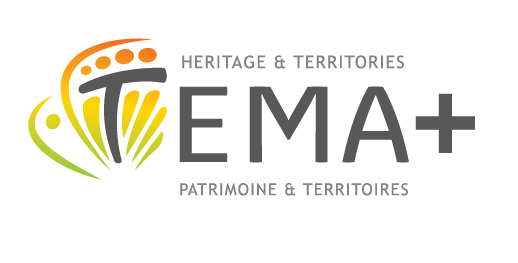 HERITAGE & TERRITORIES
TEMA+
PATRIMOINE & TERRITOIRES